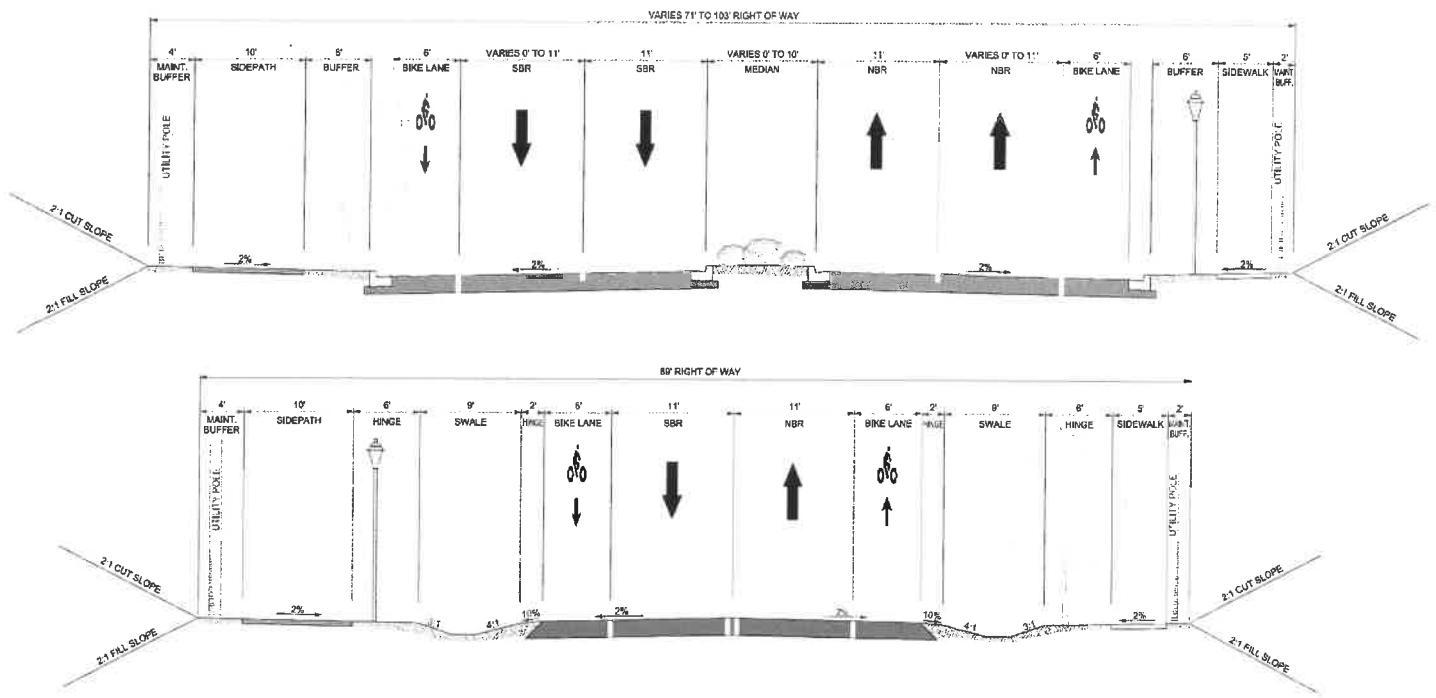 VARIES 71' TO 103' RIGHT OF WAY
4' 10' 6' 6' VARIES 0' TO 11' 11' VARIES 0' TO 10' 11' VARIES 0' TO 11' 6' 6' 5' 2'
MAINT. BUFFER SIDEPATH BUFFER BIKE LANE SBR SBR MEDIAN NBR NBR BIKE LANE BUFFER SIDEWALK MAINT. BUFF.
UTILITY POLE
UTILITY POLE
2:1 CUT SLOPE
2:1 CUT SLOPE
2% 2% 2% 2%
2:1 FILL SLOPE
2:1 FILL SLOPE
89' RIGHT OF WAY
4' 10' 6' 9' 2' 6' 11' 11' 6' 2' 9' 6' 5' 2'
MAINT. BUFFER SIDEPATH HINGE SWALE HINGE BIKE LANE SBR NBR BIKE LANE HINGE SWALE HINGE SIDEWALK MAINT. BUFF.
UTILITY POLE
UTILITY POLE
2:1 CUT SLOPE
2:1 CUT SLOPE
2% 4:1 10% 2% 2% 10% 4:1 3:1 2%
2:1 FILL SLOPE
2:1 FILL SLOPE